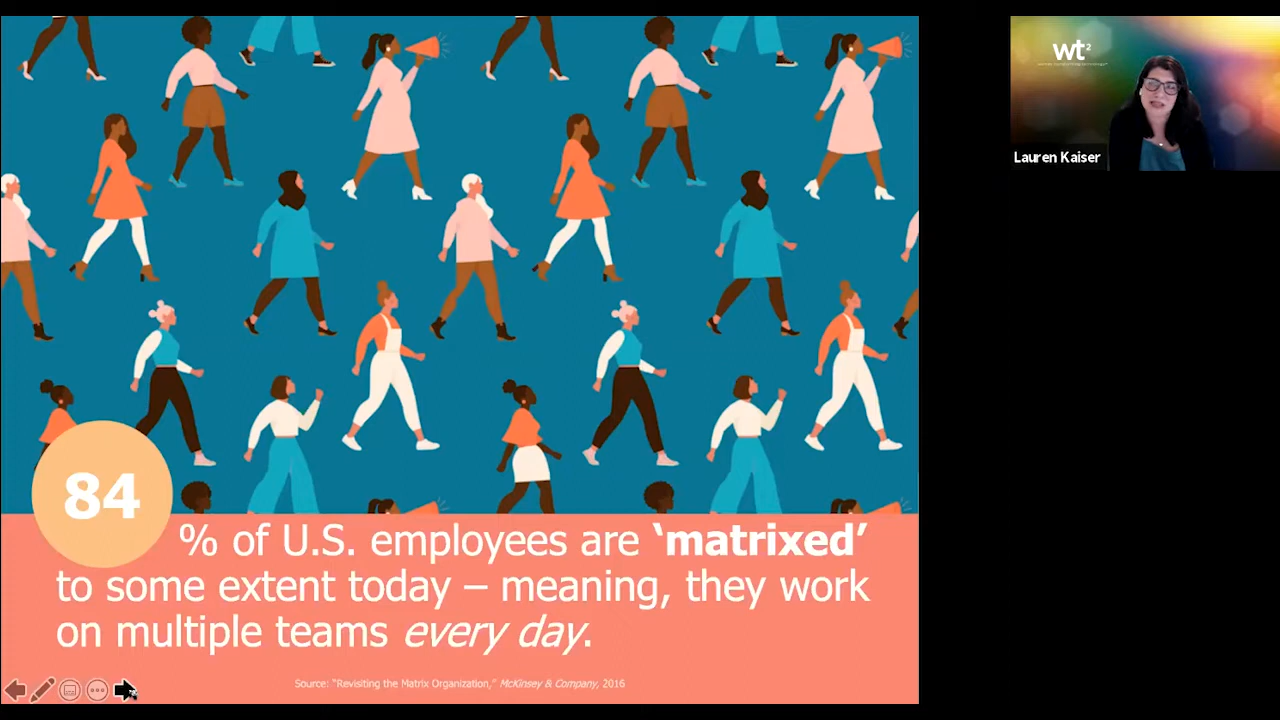 84
% of U.S. employees are ‘matrixed’
to some extent today – meaning, they work
on multiple teams every day.
Source: “Revisiting the Matrix Organization,” McKinsey & Company, 2016
wt²
Lauren Kaiser